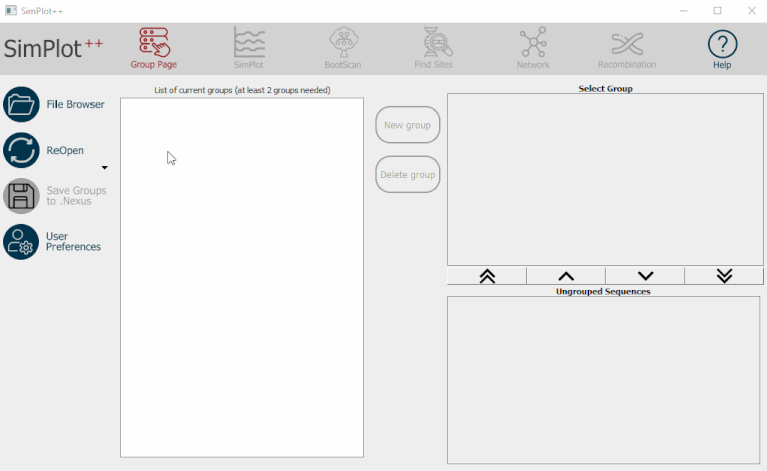 SimPlot++
SimPlot++
Group Page
SimPlot
BootScan
Find Sites
Network
Recombination
Help
File Browser
ReOpen
Save Groups
to .Nexus
User
Preferences
List of current groups (at least 2 groups needed)
New group
Delete group
Select Group
Ungrouped Sequences